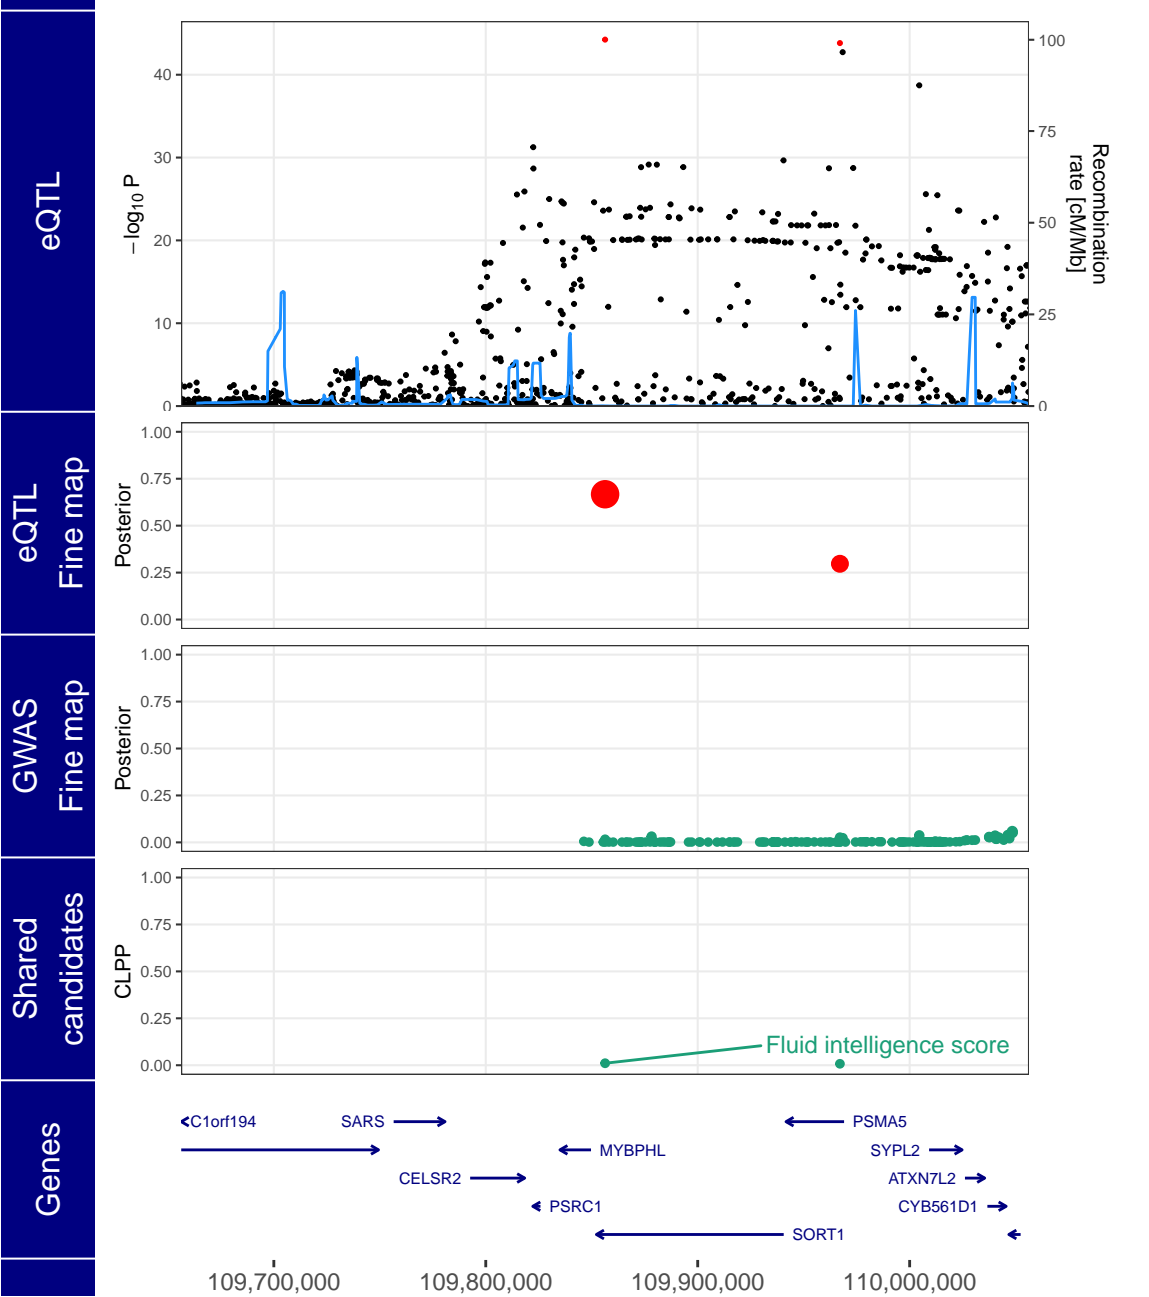 eQTL
−log10 P
40
30
20
10
0
100
75
50
25
0
Recombination
rate [cM/Mb]
eQTL
Fine map
Posterior
1.00
0.75
0.50
0.25
0.00
GWAS
Fine map
Posterior
1.00
0.75
0.50
0.25
0.00
Shared
candidates
CLPP
1.00
0.75
0.50
0.25
0.00
Fluid intelligence score
Genes
C1orf194
SARS
PSMA5
MYBPHL
SYPL2
CELSR2
ATXN7L2
PSRC1
CYB561D1
SORT1
109,700,000
109,800,000
109,900,000
110,000,000